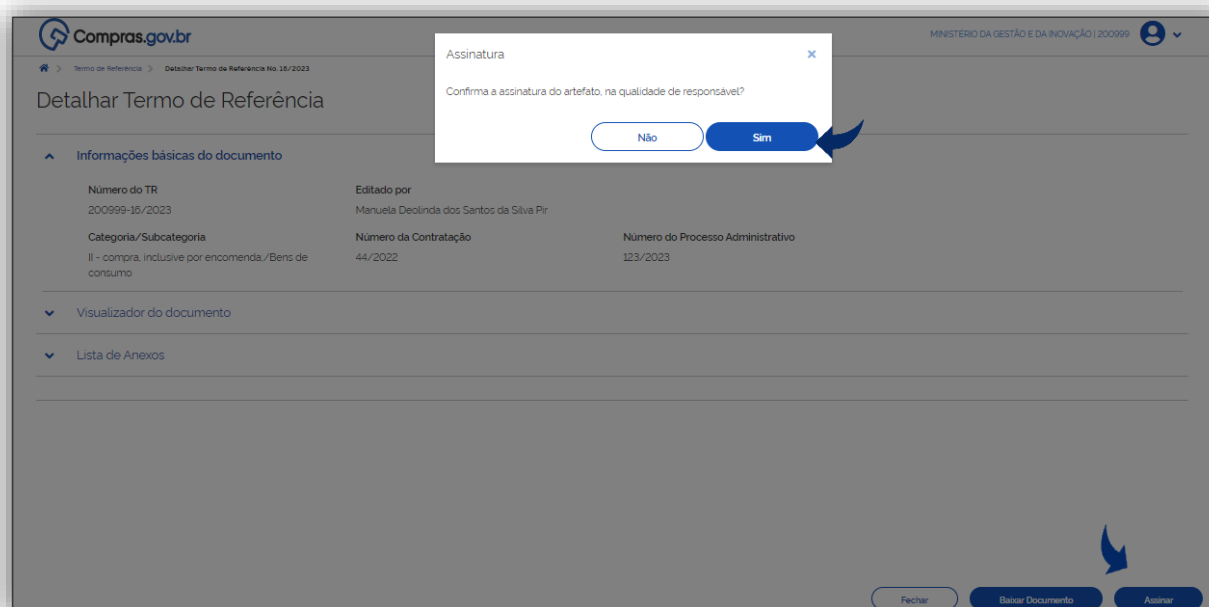 Compras.gov.br
MINISTÉRIO DA GESTÃO E DA INOVAÇÃO | 200999
Termo de Referência > Detalhar Termo de Referência No. 16/2023
Detalhar Termo de Referência
Assinatura
×
Confirma a assinatura do artefato, na qualidade de responsável?
Não
Sim
Informações básicas do documento
Número do TR
Editado por
200999-16/2023
Manuela Deolinda dos Santos da Silva Pir
Categoria/Subcategoria
Número da Contratação
Número do Processo Administrativo
II - compra, inclusive por encomenda;/Bens de
consumo
44/2022
123/2023
Visualizador do documento
Lista de Anexos
Fechar
Baixar Documento
Assinar